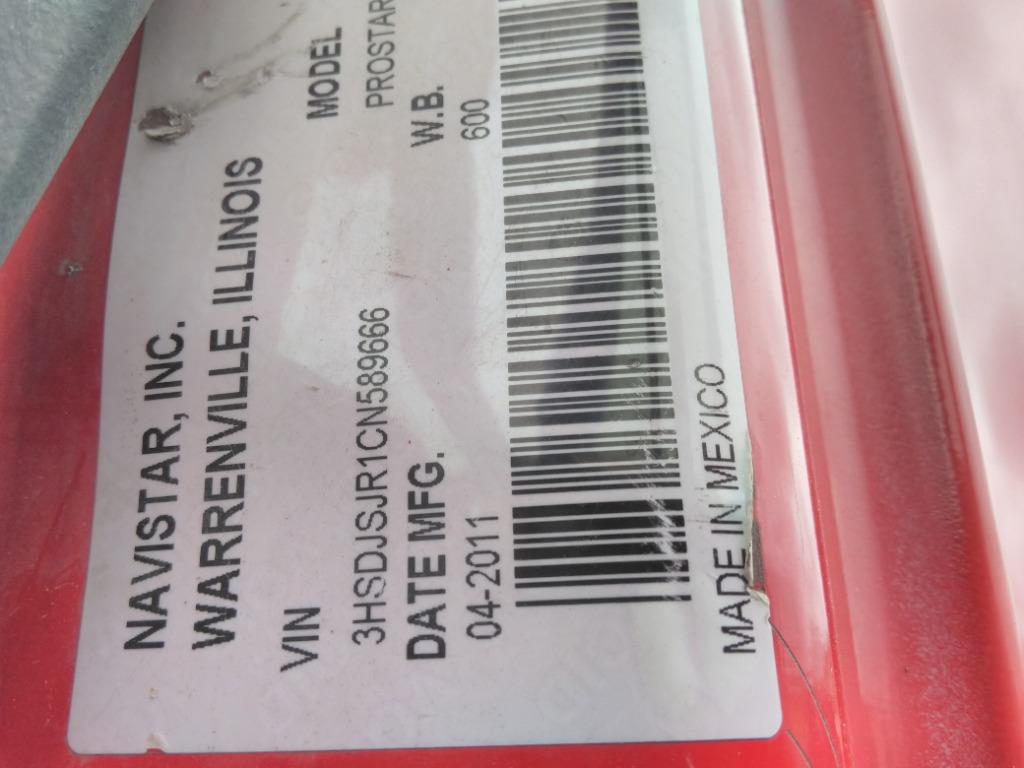 NAVISTAR, INC.
WARRENVILLE, ILLINOIS
VIN MODEL
3HSDJSJR1CN589666 PROSTAR
DATE MFG. W.B.
04-2011 600
MADE IN MEXICO